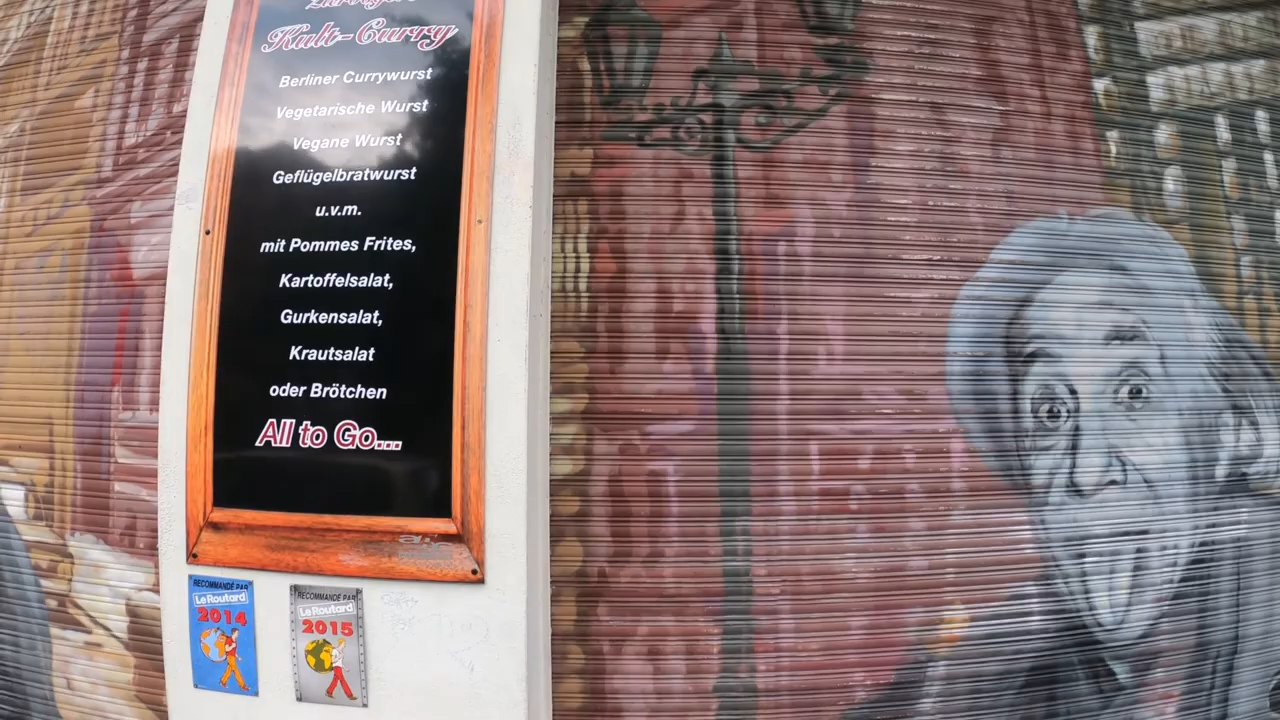 Kult-Curry
Berliner Currywurst
Vegetarische Wurst
Vegane Wurst
Geflügelbratwurst
u.v.m.
mit Pommes Frites,
Kartoffelsalat,
Gurkensalat,
Krautsalat
oder Brötchen
All to Go...
RECOMMANDÉ PAR
Le Routard
2014
RECOMMANDÉ PAR
Le Routard
2015